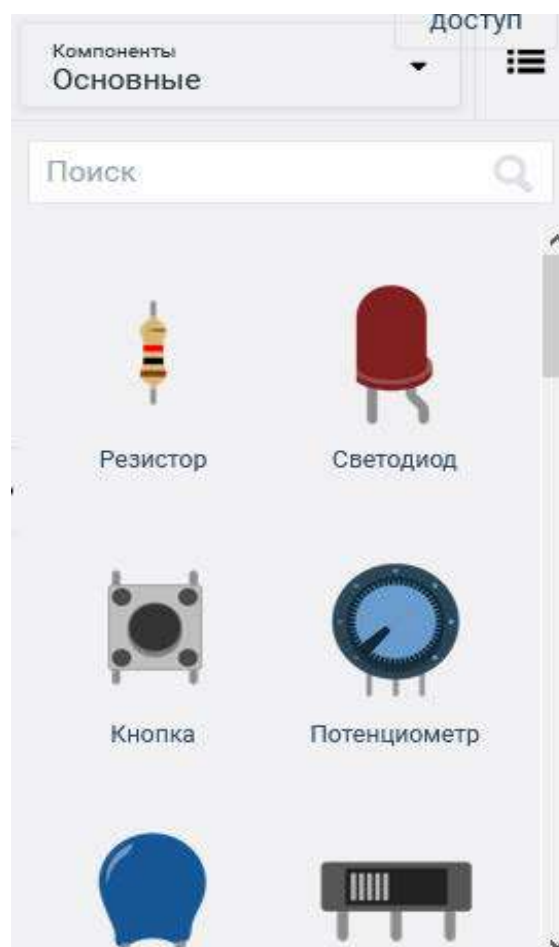 доступ
Компоненты
Основные
Поиск
Резистор
Светодиод
Кнопка
Потенциометр